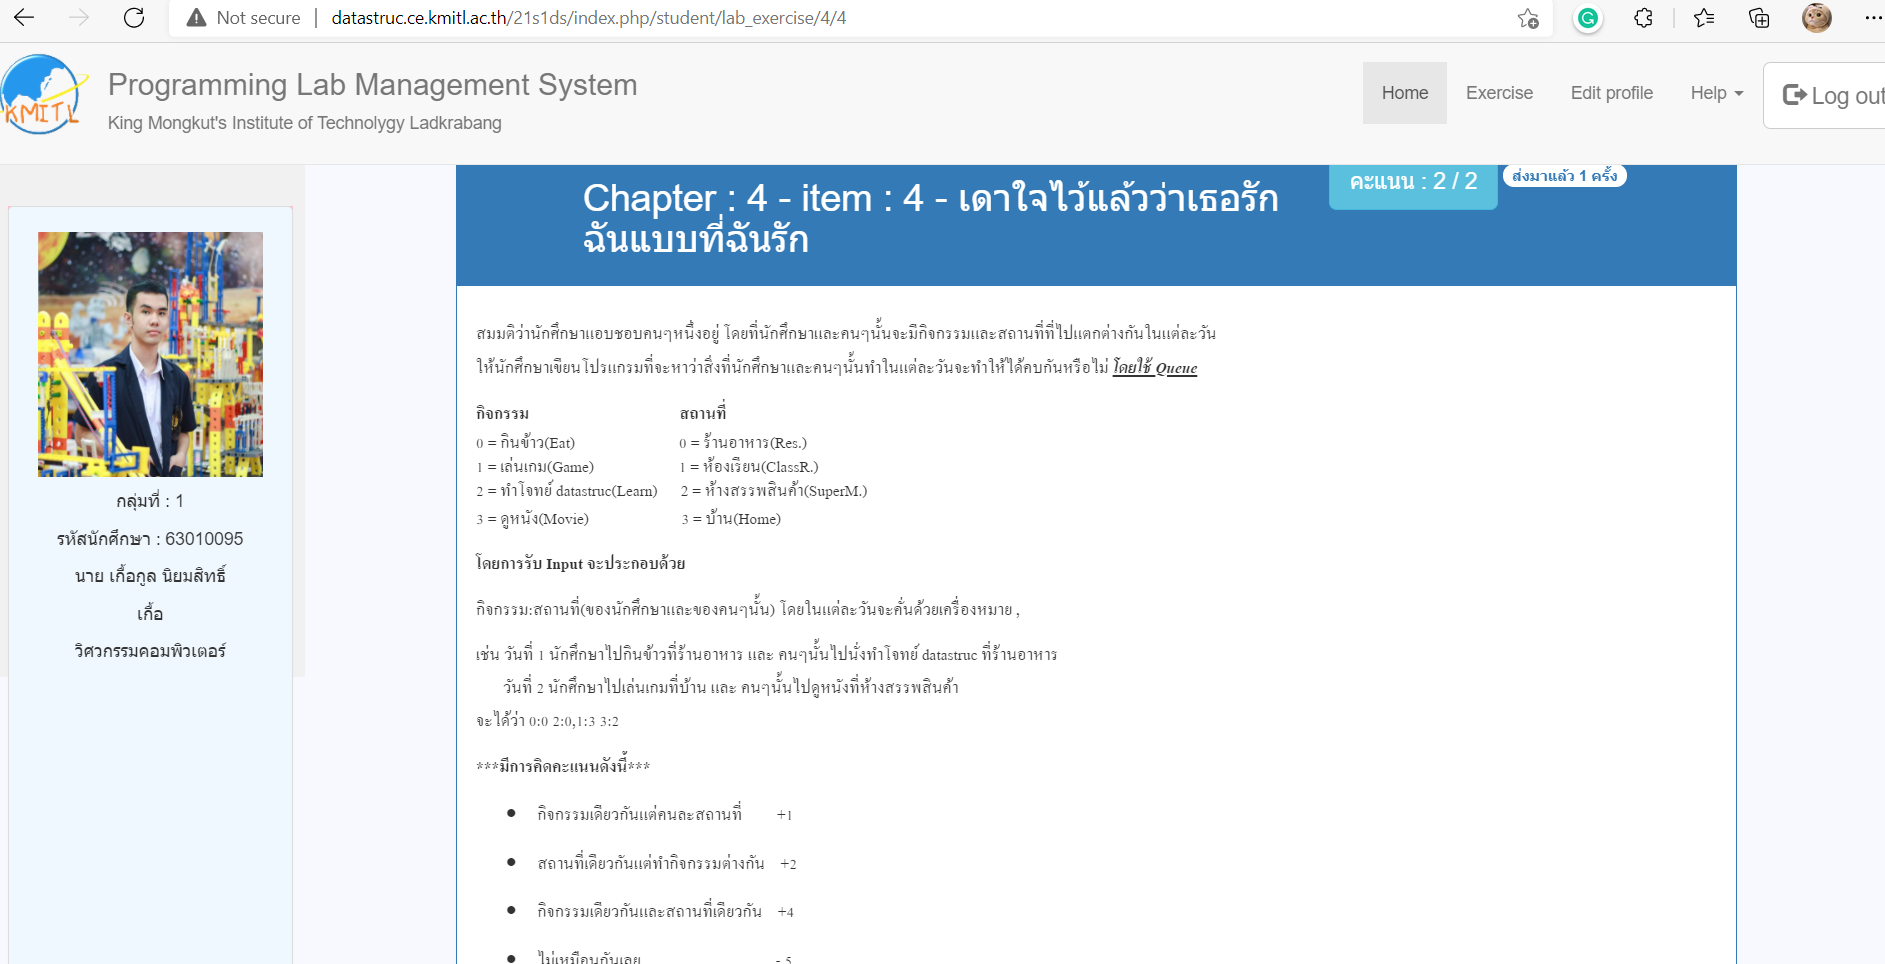 Not secure | datastruc.ce.kmitl.ac.th/21s1ds/index.php/student/lab_exercise/4/4
KMITL
Programming Lab Management System
King Mongkut's Institute of Technolygy Ladkrabang
Home Exercise Edit profile Help Log out
กลุ่มที่ : 1
รหัสนักศึกษา : 63010095
นาย เกื้อกูล นิยมสิทธิ์
เกื้อ
วิศวกรรมคอมพิวเตอร์
Chapter : 4 - item : 4 - เดาใจไว้แล้วว่าเธอรัก
ฉันแบบที่ฉันรัก
คะแนน : 2 / 2
ส่งมาแล้ว 1 ครั้ง
สมมติว่านักศึกษาแอบชอบคนๆหนึ้งอยู่ โดยที่นักศึกษาและคนๆนั้นจะมีกิจกรรมและสถานที่ที่ไปแตกต่างกันในแต่ละวัน
ให้นักศึกษาเขียนโปรแกรมที่จะหาว่าสิ่งที่นักศึกษาและคนๆนั้นทำในแต่ละวันจะทำให้ได้คบกันหรือไม่ โดยใช้ Queue
กิจกรรม สถานที่
0 = กินข้าว(Eat) 0 = ร้านอาหาร(Res.)
1 = เล่นเกม(Game) 1 = ห้องเรียน(ClassR.)
2 = ทำโจทย์ datastruc(Learn) 2 = ห้างสรรพสินค้า(SuperM.)
3 = ดูหนัง(Movie) 3 = บ้าน(Home)
โดยการรับ Input จะประกอบด้วย
กิจกรรม:สถานที่(ของนักศึกษาและของคนๆนั้น) โดยในแต่ละวันจะคั่นด้วยเครื่องหมาย ,
เช่น วันที่ 1 นักศึกษาไปกินข้าวที่ร้านอาหาร และ คนๆนั้นไปนั่งทำโจทย์ datastruc ที่ร้านอาหาร
วันที่ 2 นักศึกษาไปเล่นเกมที่บ้าน และ คนๆนั้นไปดูหนังที่ห้างสรรพสินค้า
จะได้ว่า 0:0 2:0,1:3 3:2
***มีการคิดคะแนนดังนี้***
• กิจกรรมเดียวกันแต่คนละสถานที่ +1
• สถานที่เดียวกันแต่ทำกิจกรรมต่างกัน +2
• กิจกรรมเดียวกันและสถานที่เดียวกัน +4
• ไม่เหมือนกันเลย - 5